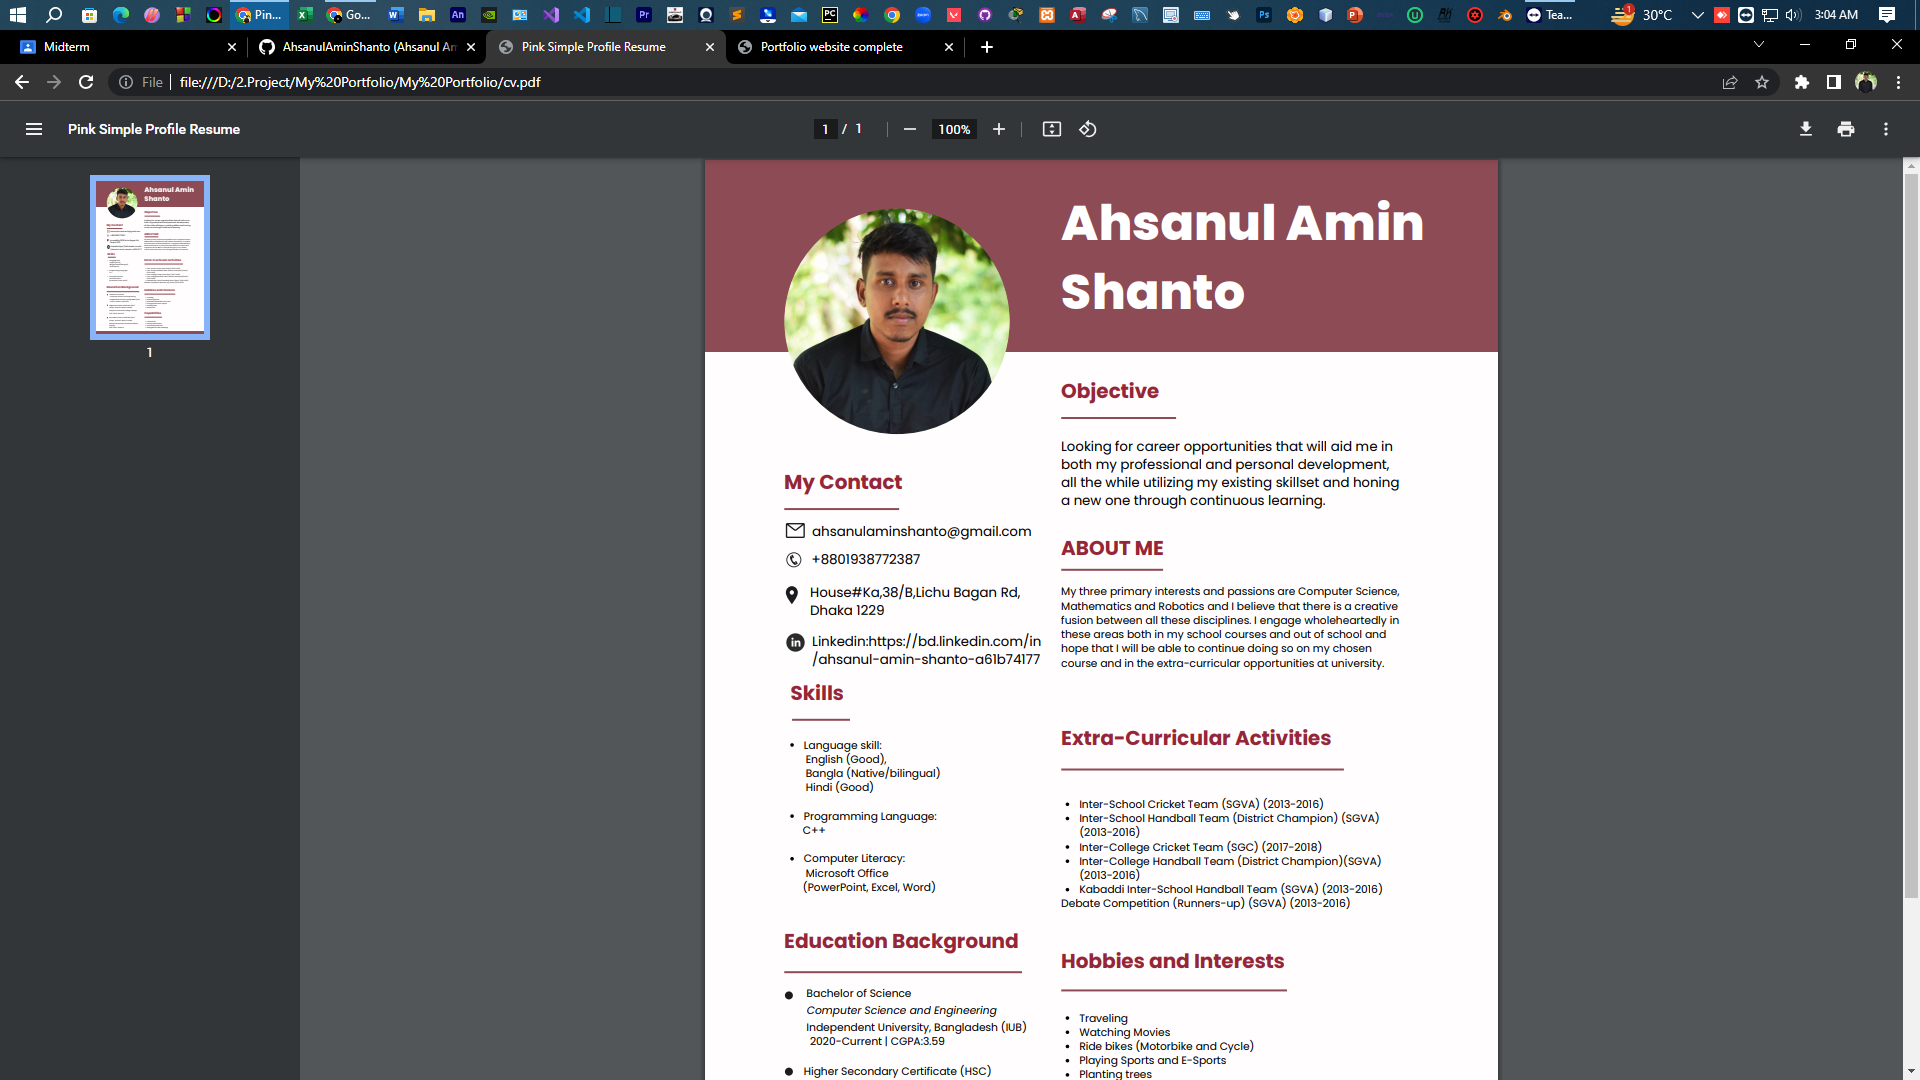 Pin...
Go...
Tea...
1
30°C
3:04 AM
Midterm
AhsanulAminShanto (Ahsanul Am
Pink Simple Profile Resume
Portfolio website complete
File
file:///D:/2.Project/My%20Portfolio/My%20Portfolio/cv.pdf
Pink Simple Profile Resume
1 / 1
100%
Ahsanul Amin
Shanto
1
Ahsanul Amin
Shanto
My Contact
ahsanulaminshanto@gmail.com
+8801938772387
House#Ka,38/B,Lichu Bagan Rd,
Dhaka 1229
Linkedin:https://bd.linkedin.com/in
/ahsanul-amin-shanto-a61b74177
Skills
Language skill:
English (Good),
Bangla (Native/bilingual)
Hindi (Good)
Programming Language:
C++
Computer Literacy:
Microsoft Office
(PowerPoint, Excel, Word)
Education Background
Bachelor of Science
Computer Science and Engineering
Independent University, Bangladesh (IUB)
2020-Current | CGPA:3.59
Higher Secondary Certificate (HSC)
Objective
Looking for career opportunities that will aid me in
both my professional and personal development,
all the while utilizing my existing skillset and honing
a new one through continuous learning.
ABOUT ME
My three primary interests and passions are Computer Science,
Mathematics and Robotics and I believe that there is a creative
fusion between all these disciplines. I engage wholeheartedly in
these areas both in my school courses and out of school and
hope that I will be able to continue doing so on my chosen
course and in the extra-curricular opportunities at university.
Extra-Curricular Activities
Inter-School Cricket Team (SGVA) (2013-2016)
Inter-School Handball Team (District Champion) (SGVA)
(2013-2016)
Inter-College Cricket Team (SGC) (2017-2018)
Inter-College Handball Team (District Champion)(SGVA)
(2013-2016)
Kabaddi Inter-School Handball Team (SGVA) (2013-2016)
Debate Competition (Runners-up) (SGVA) (2013-2016)
Hobbies and Interests
Traveling
Watching Movies
Ride bikes (Motorbike and Cycle)
Playing Sports and E-Sports
Planting trees